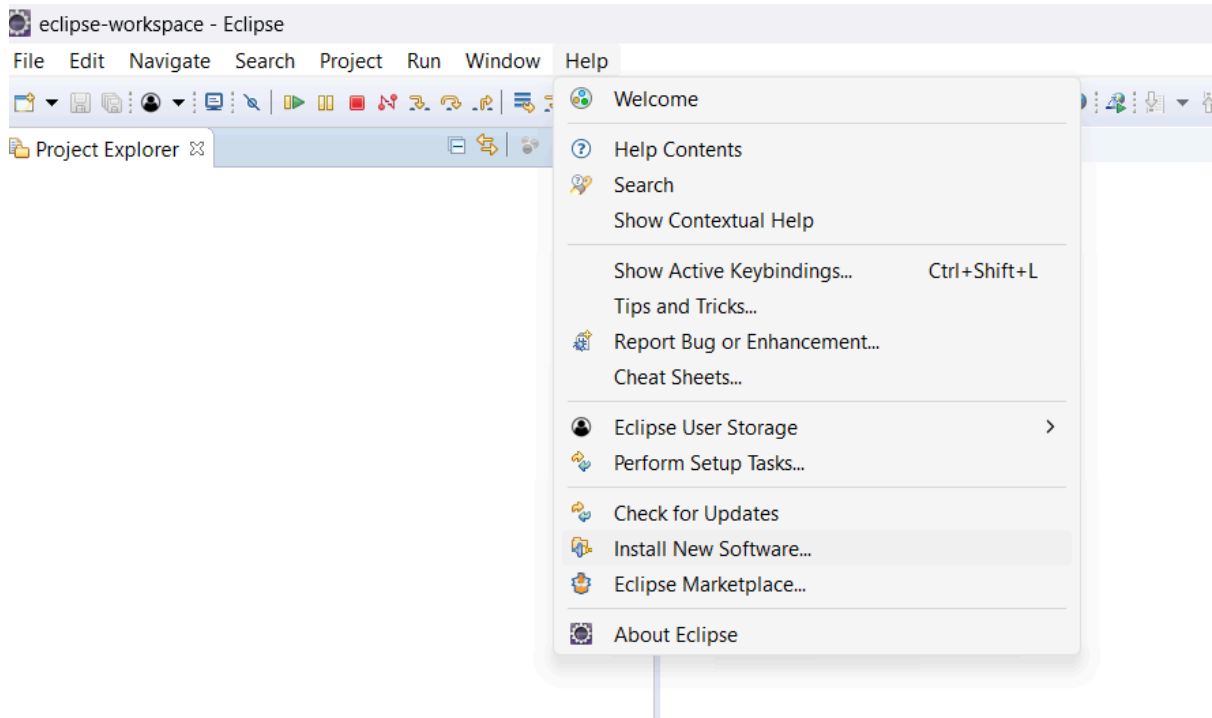 eclipse-workspace - Eclipse
File Edit Navigate Search Project Run Window Help
Project Explorer
Welcome
Help Contents
Search
Show Contextual Help
Show Active Keybindings... Ctrl+Shift+L
Tips and Tricks...
Report Bug or Enhancement...
Cheat Sheets...
Eclipse User Storage
Perform Setup Tasks...
Check for Updates
Install New Software...
Eclipse Marketplace...
About Eclipse